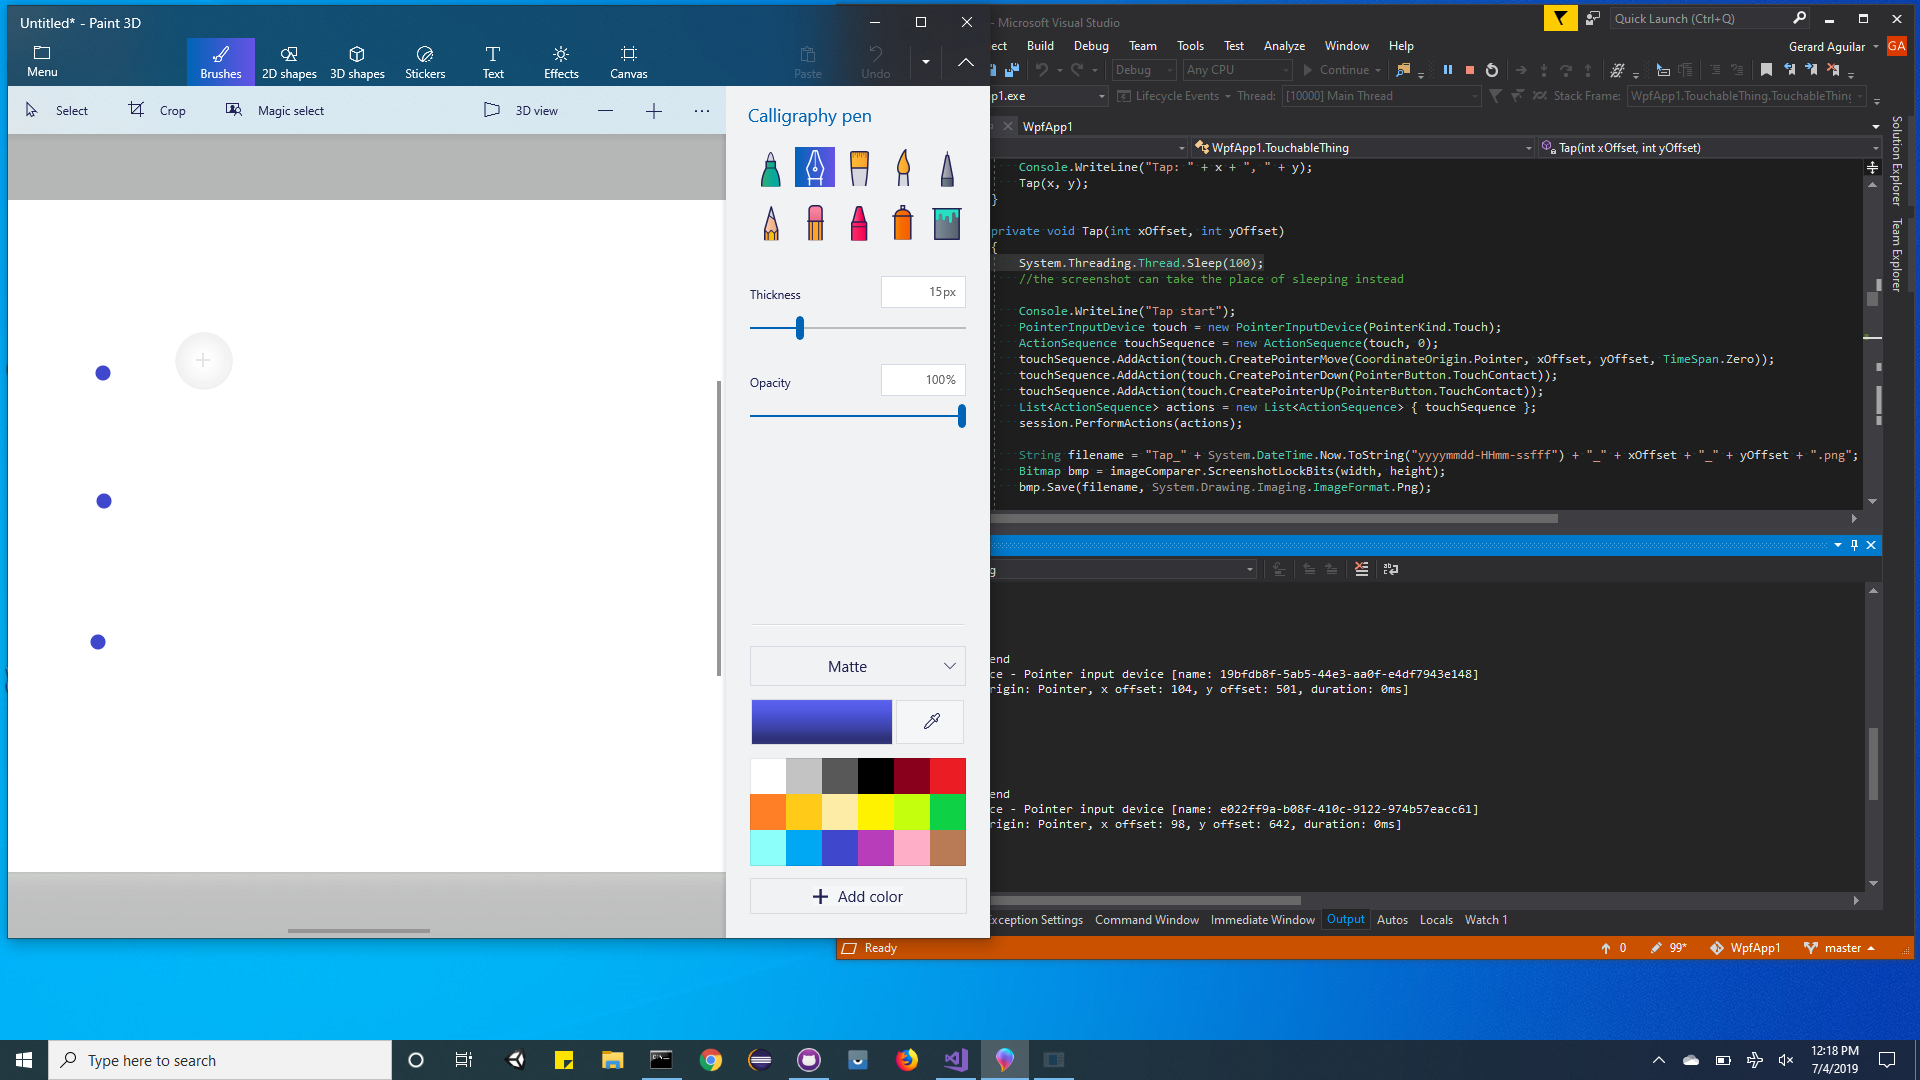 Untitled* - Paint 3D
Menu
Brushes
2D shapes
3D shapes
Stickers
Text
Effects
Canvas
Paste
Undo
Select
Crop
Magic select
3D view
Calligraphy pen
Thickness
15px
Opacity
100%
Matte
Add color
- Microsoft Visual Studio
Quick Launch (Ctrl+Q)
ect Build Debug Team Tools Test Analyze Window Help
Gerard Aguilar
GA
Debug
Any CPU
Continue
p1.exe
Lifecycle Events
Thread:
[10000] Main Thread
Stack Frame:
WpfApp1.TouchableThing.TouchableThing
WpfApp1
WpfApp1.TouchableThing
Tap(int xOffset, int yOffset)
Solution Explorer
Team Explorer
Console.WriteLine("Tap: " + x + ", " + y);
Tap(x, y);
}
private void Tap(int xOffset, int yOffset)
{
System.Threading.Thread.Sleep(100);
//the screenshot can take the place of sleeping instead
Console.WriteLine("Tap start");
PointerInputDevice touch = new PointerInputDevice(PointerKind.Touch);
ActionSequence touchSequence = new ActionSequence(touch, 0);
touchSequence.AddAction(touch.CreatePointerMove(CoordinateOrigin.Pointer, xOffset, yOffset, TimeSpan.Zero));
touchSequence.AddAction(touch.CreatePointerDown(PointerButton.TouchContact));
touchSequence.AddAction(touch.CreatePointerUp(PointerButton.TouchContact));
List<ActionSequence> actions = new List<ActionSequence> { touchSequence };
session.PerformActions(actions);
String filename = "Tap_" + System.DateTime.Now.ToString("yyyymmdd-HHmm-ssfff") + "_" + xOffset + "_" + yOffset + ".png";
Bitmap bmp = imageComparer.ScreenshotLockBits(width, height);
bmp.Save(filename, System.Drawing.Imaging.ImageFormat.Png);
g
end
ce - Pointer input device [name: 19bfdb8f-5ab5-44e3-aa0f-e4df7943e148]
rigin: Pointer, x offset: 104, y offset: 501, duration: 0ms]
end
ce - Pointer input device [name: e022ff9a-b08f-410c-9122-974b57eacc61]
rigin: Pointer, x offset: 98, y offset: 642, duration: 0ms]
Exception Settings Command Window Immediate Window Output Autos Locals Watch 1
Ready
0
99*
WpfApp1
master
Type here to search
12:18 PM
7/4/2019